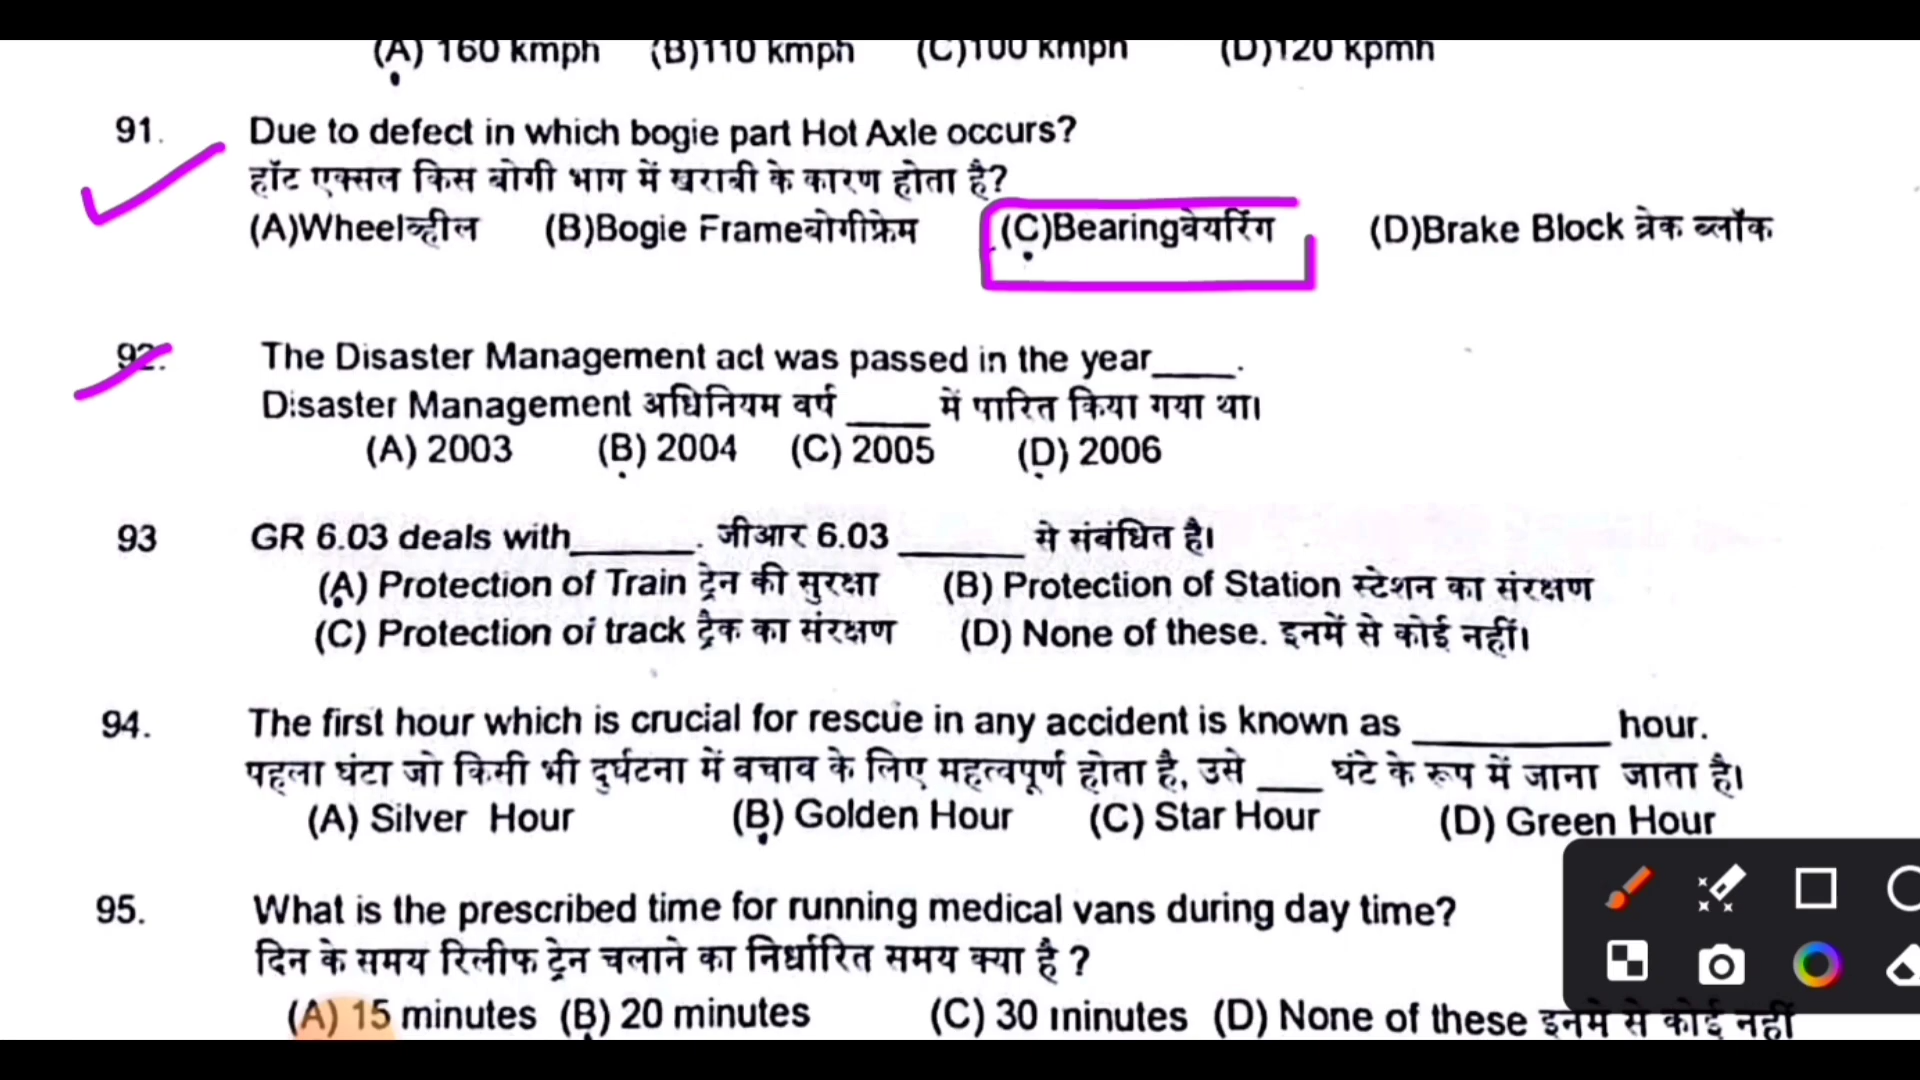 (A) 160 kmph (B)110 kmph (C)100 kmph (D)120 kpmh
91. Due to defect in which bogie part Hot Axle occurs?
हॉट एक्सल किस बोगी भाग में खराबी के कारण होता है?
(A)Wheelव्हील (B)Bogie Frameबोगीफ्रेम (C)Bearingबेयरिंग (D)Brake Block ब्रेक ब्लॉक
92. The Disaster Management act was passed in the year____.
Disaster Management अधिनियम वर्ष ____ में पारित किया गया था।
(A) 2003 (B) 2004 (C) 2005 (D) 2006
93 GR 6.03 deals with______. जीआर 6.03 ______ से संबंधित है।
(A) Protection of Train ट्रेन की सुरक्षा (B) Protection of Station स्टेशन का संरक्षण
(C) Protection of track ट्रैक का संरक्षण (D) None of these. इनमें से कोई नहीं।
94. The first hour which is crucial for rescue in any accident is known as _________ hour.
पहला घंटा जो किसी भी दुर्घटना में बचाव के लिए महत्वपूर्ण होता है, उसे ___ घंटे के रूप में जाना जाता है।
(A) Silver Hour (B) Golden Hour (C) Star Hour (D) Green Hour
95. What is the prescribed time for running medical vans during day time?
दिन के समय रिलीफ ट्रेन चलाने का निर्धारित समय क्या है ?
(A) 15 minutes (B) 20 minutes (C) 30 minutes (D) None of these इनमे से कोई नहीं